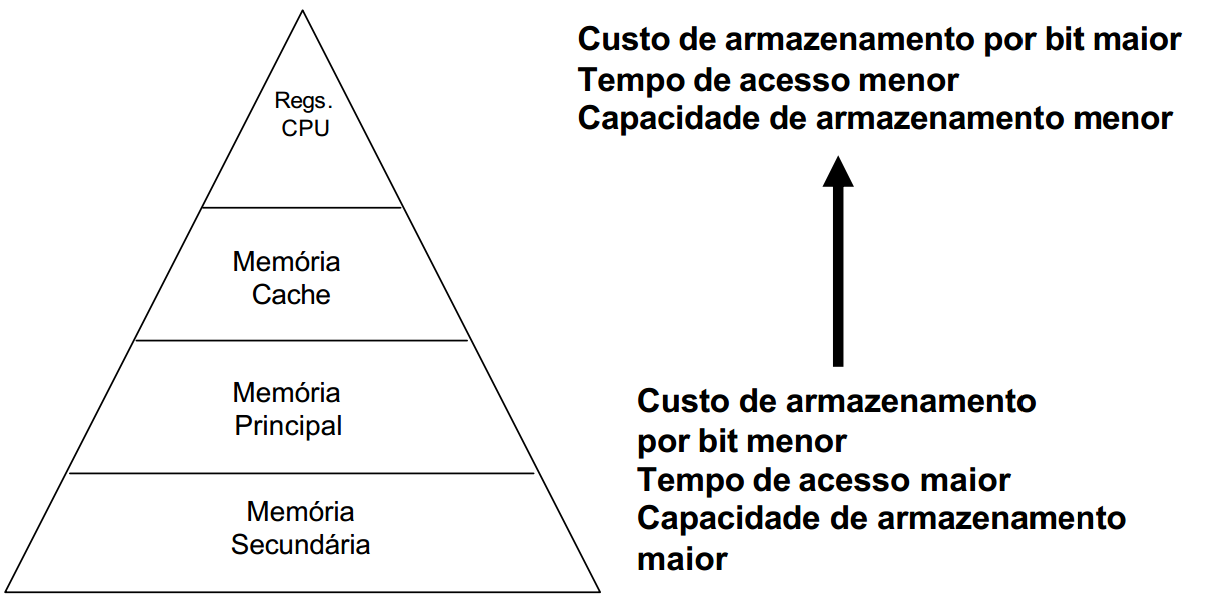 Regs.
CPU
Memória
Cache
Memória
Principal
Memória
Secundária
Custo de armazenamento por bit maior
Tempo de acesso menor
Capacidade de armazenamento menor
Custo de armazenamento
por bit menor
Tempo de acesso maior
Capacidade de armazenamento
maior